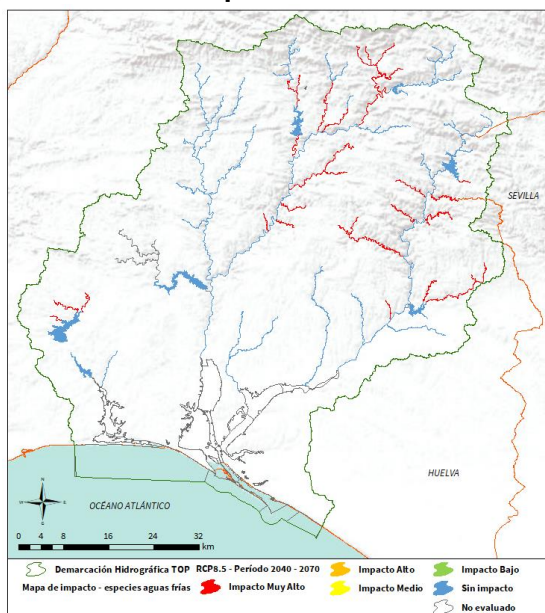 SEVILLA
HUELVA
OCÉANO ATLÁNTICO
N
W E
S
0 4 8 16 24 32
km
Demarcación Hidrográfica TOP RCP8.5 - Período 2040 - 2070 Impacto Alto Impacto Bajo
Mapa de impacto - especies aguas frías Impacto Muy Alto Impacto Medio Sin impacto
No evaluado